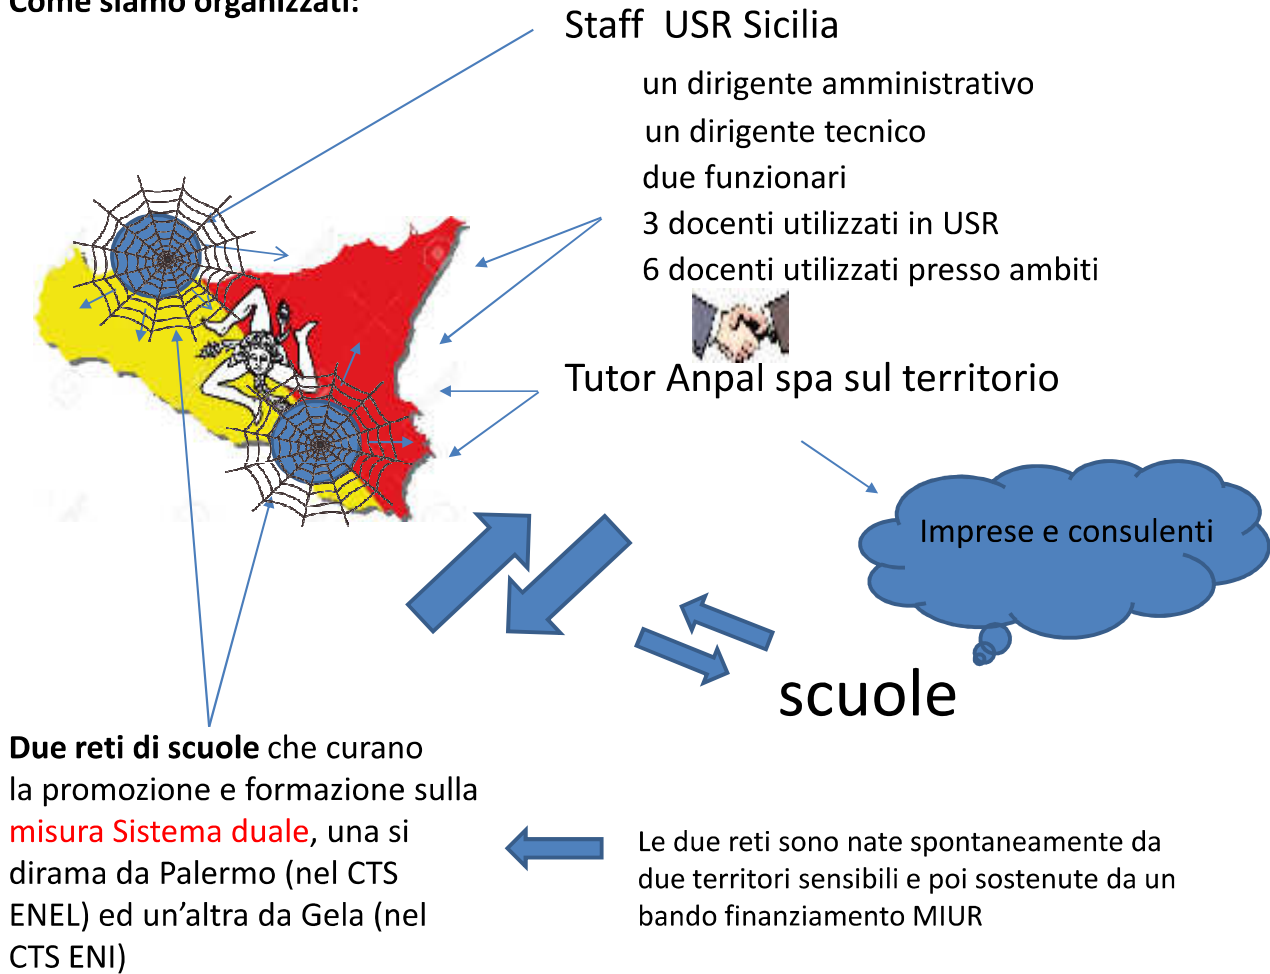 Come siamo organizzati:
Staff USR Sicilia
un dirigente amministrativo
un dirigente tecnico
due funzionari
3 docenti utilizzati in USR
6 docenti utilizzati presso ambiti
Tutor Anpal spa sul territorio
Imprese e consulenti
scuole
Due reti di scuole che curano
la promozione e formazione sulla
misura Sistema duale, una si
dirama da Palermo (nel CTS
ENEL) ed un’altra da Gela (nel
CTS ENI)
Le due reti sono nate spontaneamente da
due territori sensibili e poi sostenute da un
bando finanziamento MIUR